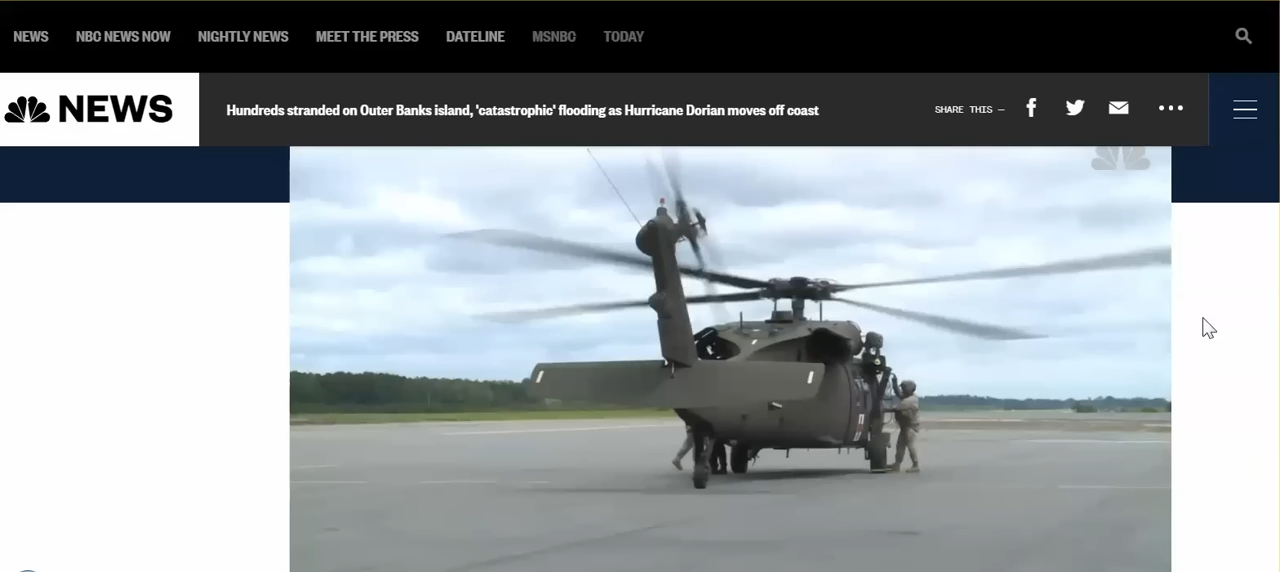 NEWS NBC NEWS NOW NIGHTLY NEWS MEET THE PRESS DATELINE MSNBC TODAY
NEWS Hundreds stranded on Outer Banks island, 'catastrophic' flooding as Hurricane Dorian moves off coast SHARE THIS —